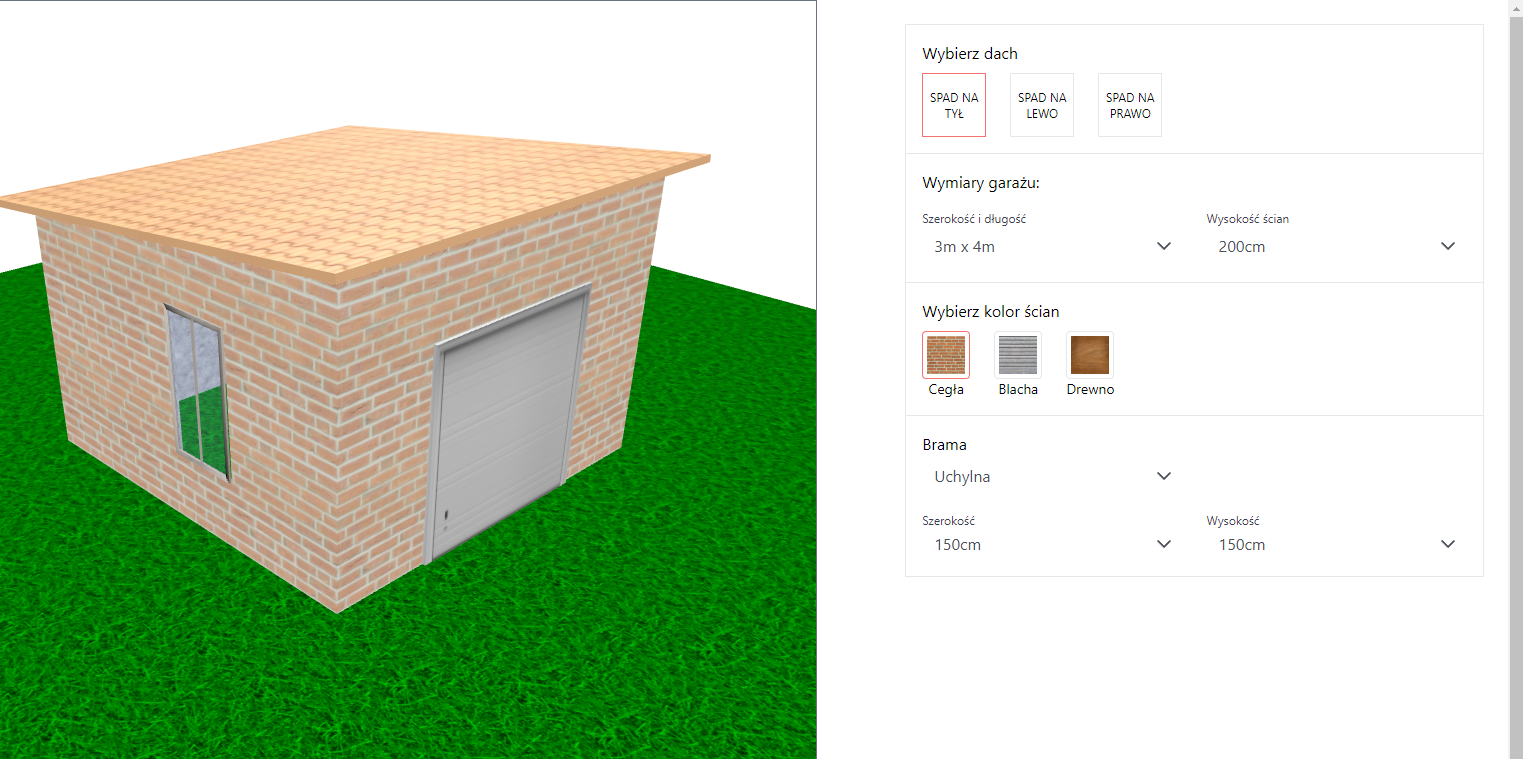 Wybierz dach
SPAD NA
TYŁ
SPAD NA
LEWO
SPAD NA
PRAWO
Wymiary garażu:
Szerokość i długość
3m x 4m
Wysokość ścian
200cm
Wybierz kolor ścian
Cegła
Blacha
Drewno
Brama
Uchylna
Szerokość
150cm
Wysokość
150cm